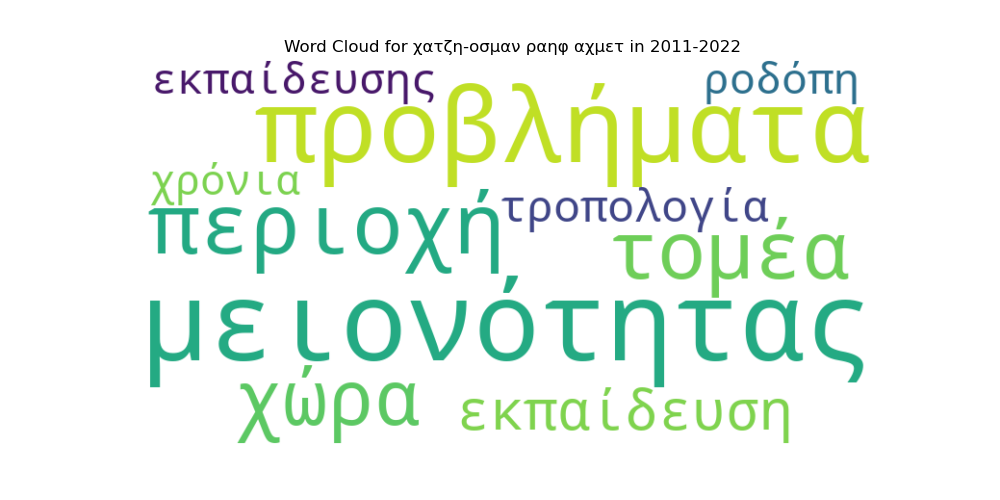 Word Cloud for χατζη-οσμαν ραηφ αχμετ in 2011-2022
εκπαίδευσης
ροδόπη
προβλήματα
χρόνια
περιοχή
τροπολογία
τομέα
μειονότητας
χώρα
εκπαίδευση